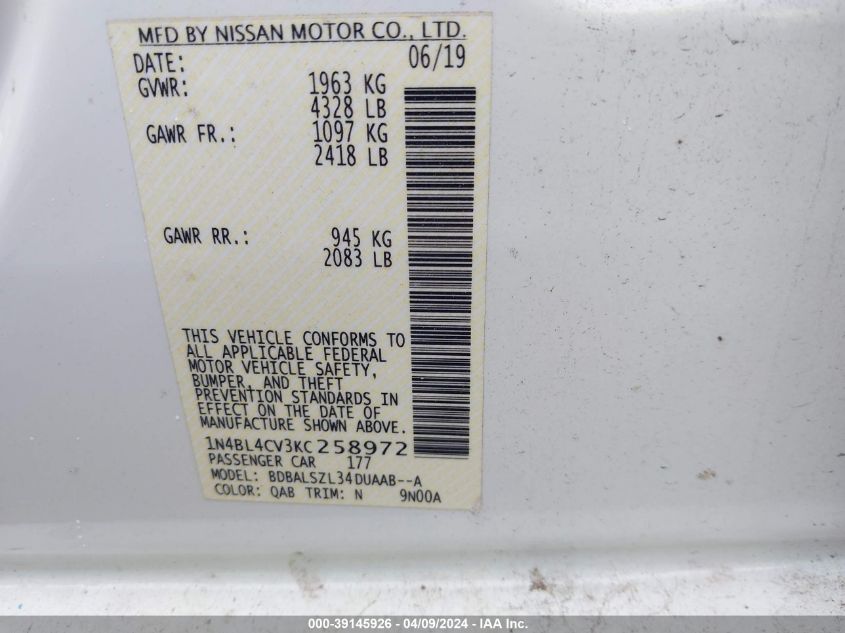 MFD BY NISSAN MOTOR CO., LTD.
DATE: 06/19
GVWR: 1963 KG
4328 LB
GAWR FR.: 1097 KG
2418 LB
GAWR RR.: 945 KG
2083 LB
THIS VEHICLE CONFORMS TO
ALL APPLICABLE FEDERAL
MOTOR VEHICLE SAFETY,
BUMPER, AND THEFT
PREVENTION STANDARDS IN
EFFECT ON THE DATE OF
MANUFACTURE SHOWN ABOVE.
1N4BL4CV3KC258972
PASSENGER CAR 177
MODEL: BDBALSZL34DUAAB--A
COLOR: QAB TRIM: N 9N00A
000-39145926 | 04/09/2024 | IAA Inc.